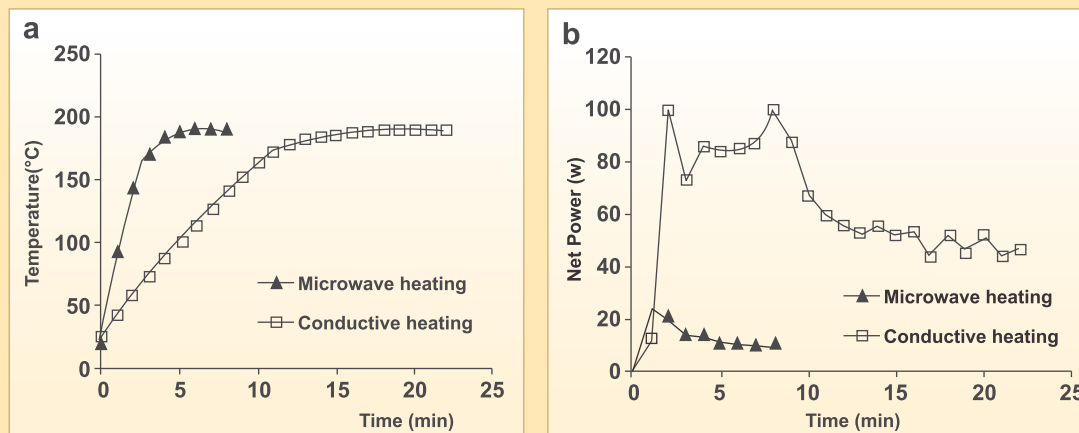 a
250
200
150
100
50
0
Temperature(°C)
Microwave heating
Conductive heating
0 5 10 15 20 25
Time (min)
b
120
100
80
60
40
20
0
Net Power (w)
Microwave heating
Conductive heating
0 5 10 15 20 25
Time (min)